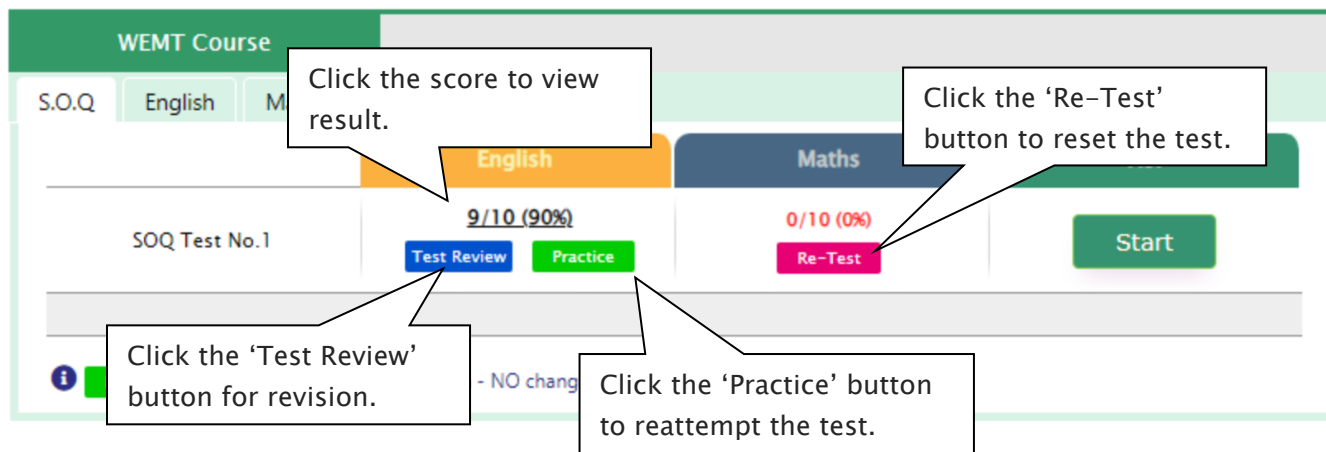 WEMT Course
Click the score to view
result.
Click the ‘Re-Test’
button to reset the test.
S.O.Q
English
English
Maths
SOQ Test No.1
9/10 (90%)
Test Review
Practice
0/10 (0%)
Re-Test
Start
Click the ‘Test Review’
button for revision.
- NO
Click the ‘Practice’ button
to reattempt the test.